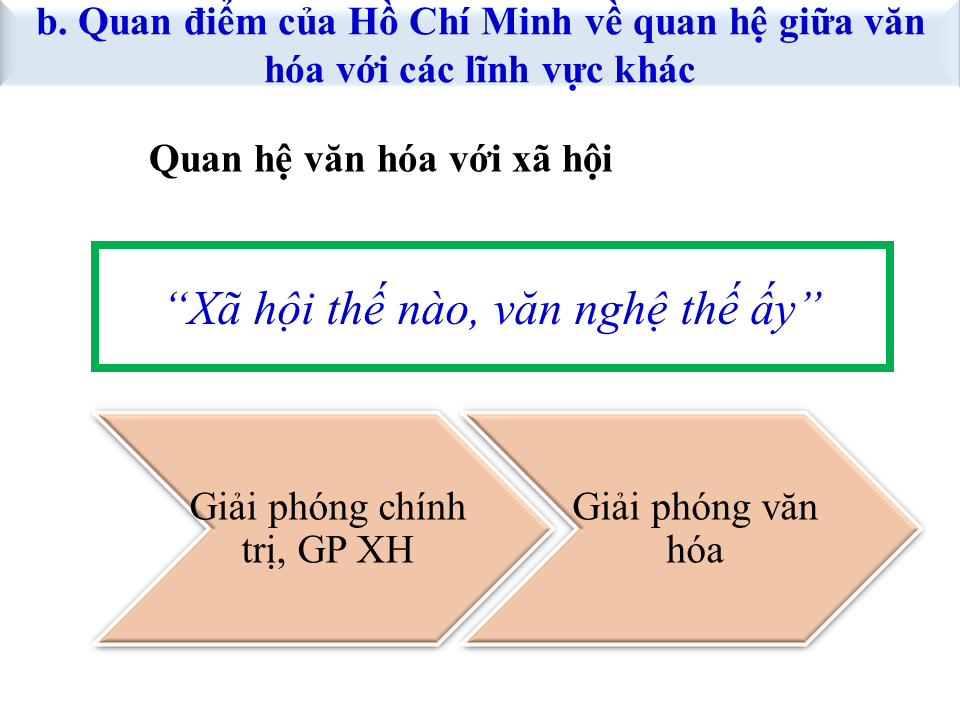 b. Quan điểm của Hồ Chí Minh về quan hệ giữa văn
hóa với các lĩnh vực khác
Quan hệ văn hóa với xã hội
“Xã hội thế nào, văn nghệ thế ấy”
Giải phóng chính
trị, GP XH
Giải phóng văn
hóa